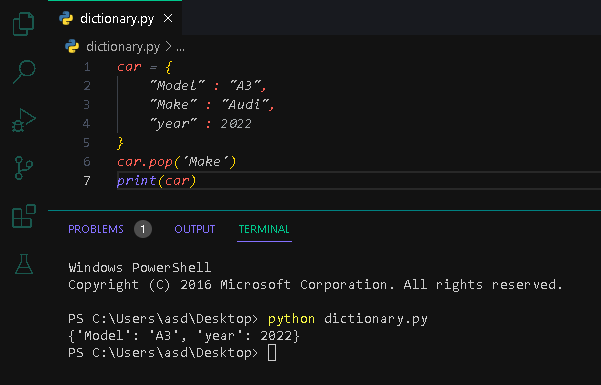 dictionary.py ×
dictionary.py > ...
1 car = {
2 "Model" : "A3",
3 "Make" : "Audi",
4 "year" : 2022
5 }
6 car.pop('Make')
7 print(car)
PROBLEMS 1 OUTPUT TERMINAL
Windows PowerShell
Copyright (C) 2016 Microsoft Corporation. All rights reserved.
PS C:\Users\asd\Desktop> python dictionary.py
{'Model': 'A3', 'year': 2022}
PS C:\Users\asd\Desktop>